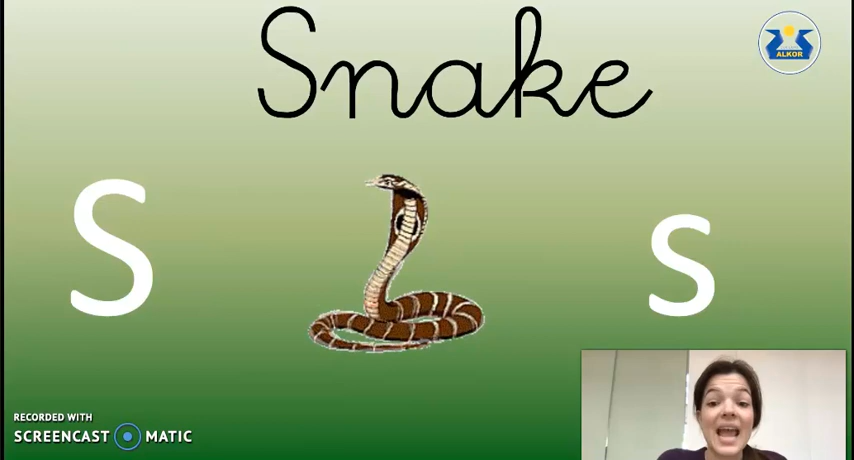 Snake
ALKOR
S
s
RECORDED WITH
SCREENCAST MATIC